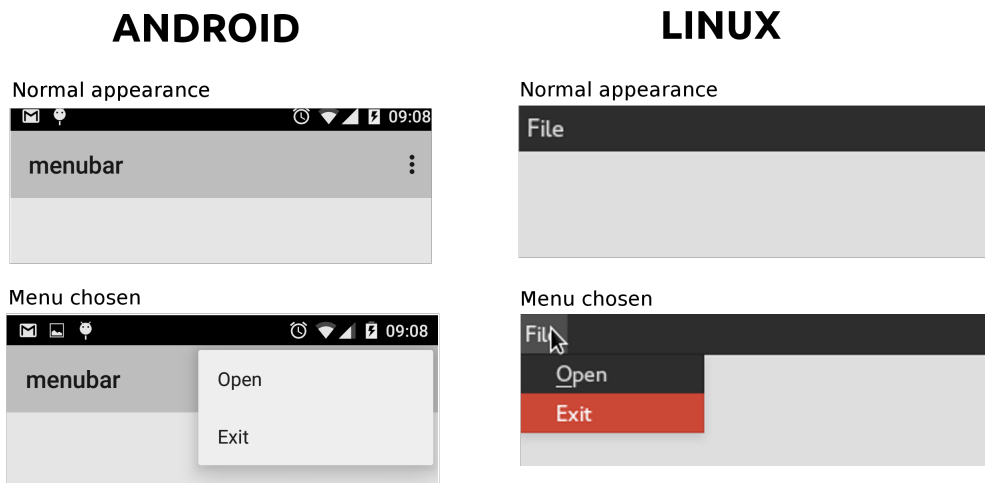 ANDROID
Normal appearance
09:08
menubar
Menu chosen
09:08
menubar
Open
Exit
LINUX
Normal appearance
File
Menu chosen
File
Open
Exit